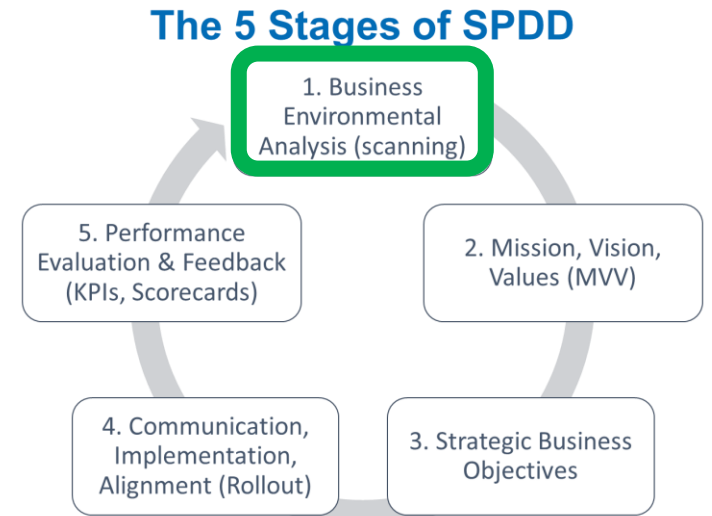 The 5 Stages of SPDD
1. Business
Environmental
Analysis (scanning)
2. Mission, Vision,
Values (MVV)
3. Strategic Business
Objectives
4. Communication,
Implementation,
Alignment (Rollout)
5. Performance
Evaluation & Feedback
(KPIs, Scorecards)